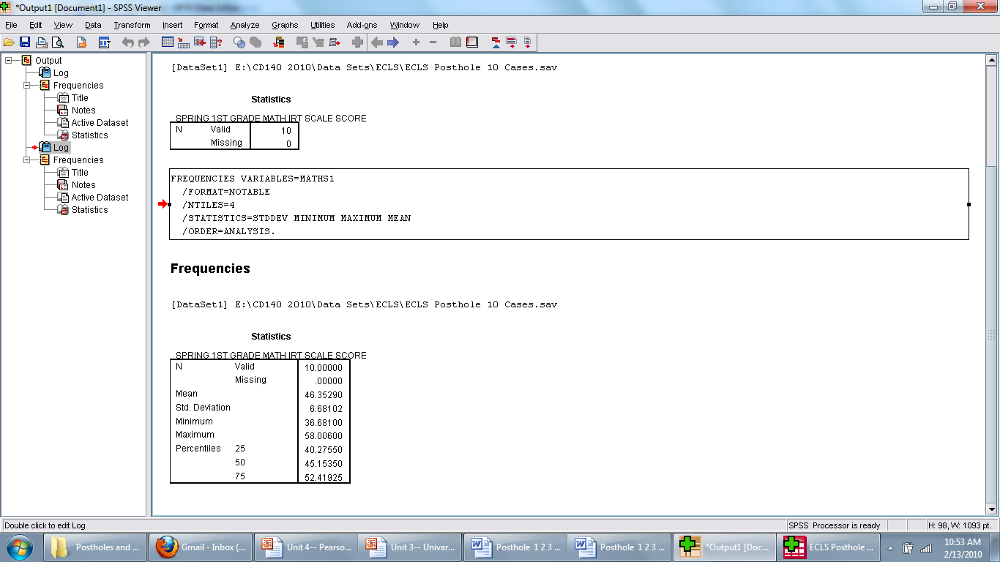 *Output1 [Document1] - SPSS Viewer
File Edit View Data Transform Insert Format Analyze Graphs Utilities Add-ons Window Help
Output
Log
Frequencies
Title
Notes
Active Dataset
Statistics
Log
Frequencies
Title
Notes
Active Dataset
Statistics
[DataSet1] E:\CD140 2010\Data Sets\ECLS\ECLS Posthole 10 Cases.sav
Statistics
SPRING 1ST GRADE MATH IRT SCALE SCORE
N Valid 10
Missing 0
FREQUENCIES VARIABLES=MATHS1
/FORMAT=NOTABLE
/NTILES=4
/STATISTICS=STDDEV MINIMUM MAXIMUM MEAN
/ORDER=ANALYSIS.
Frequencies
[DataSet1] E:\CD140 2010\Data Sets\ECLS\ECLS Posthole 10 Cases.sav
Statistics
SPRING 1ST GRADE MATH IRT SCALE SCORE
N Valid 10.00000
Missing .00000
Mean 46.35290
Std. Deviation 6.68102
Minimum 36.68100
Maximum 58.00600
Percentiles 25 40.27550
50 45.15350
75 52.41925
Double click to edit Log
SPSS Processor is ready
H: 98, W: 1093 pt.
Postholes and ...
Gmail - Inbox (...
Unit 4-- Pearso...
Unit 3-- Univar...
Posthole 1 2 3 ...
Posthole 1 2 3 ...
*Output1 [Doc...
ECLS Posthole ...
10:53 AM
2/13/2010